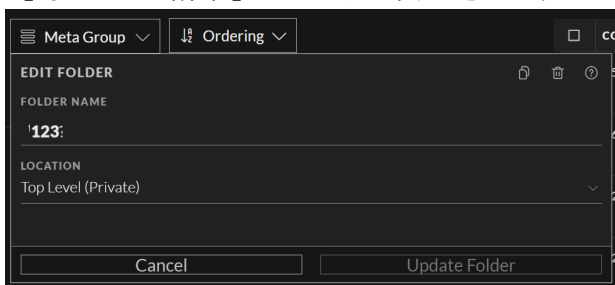 Meta Group
Ordering
EDIT FOLDER
FOLDER NAME
123
LOCATION
Top Level (Private)
Cancel
Update Folder